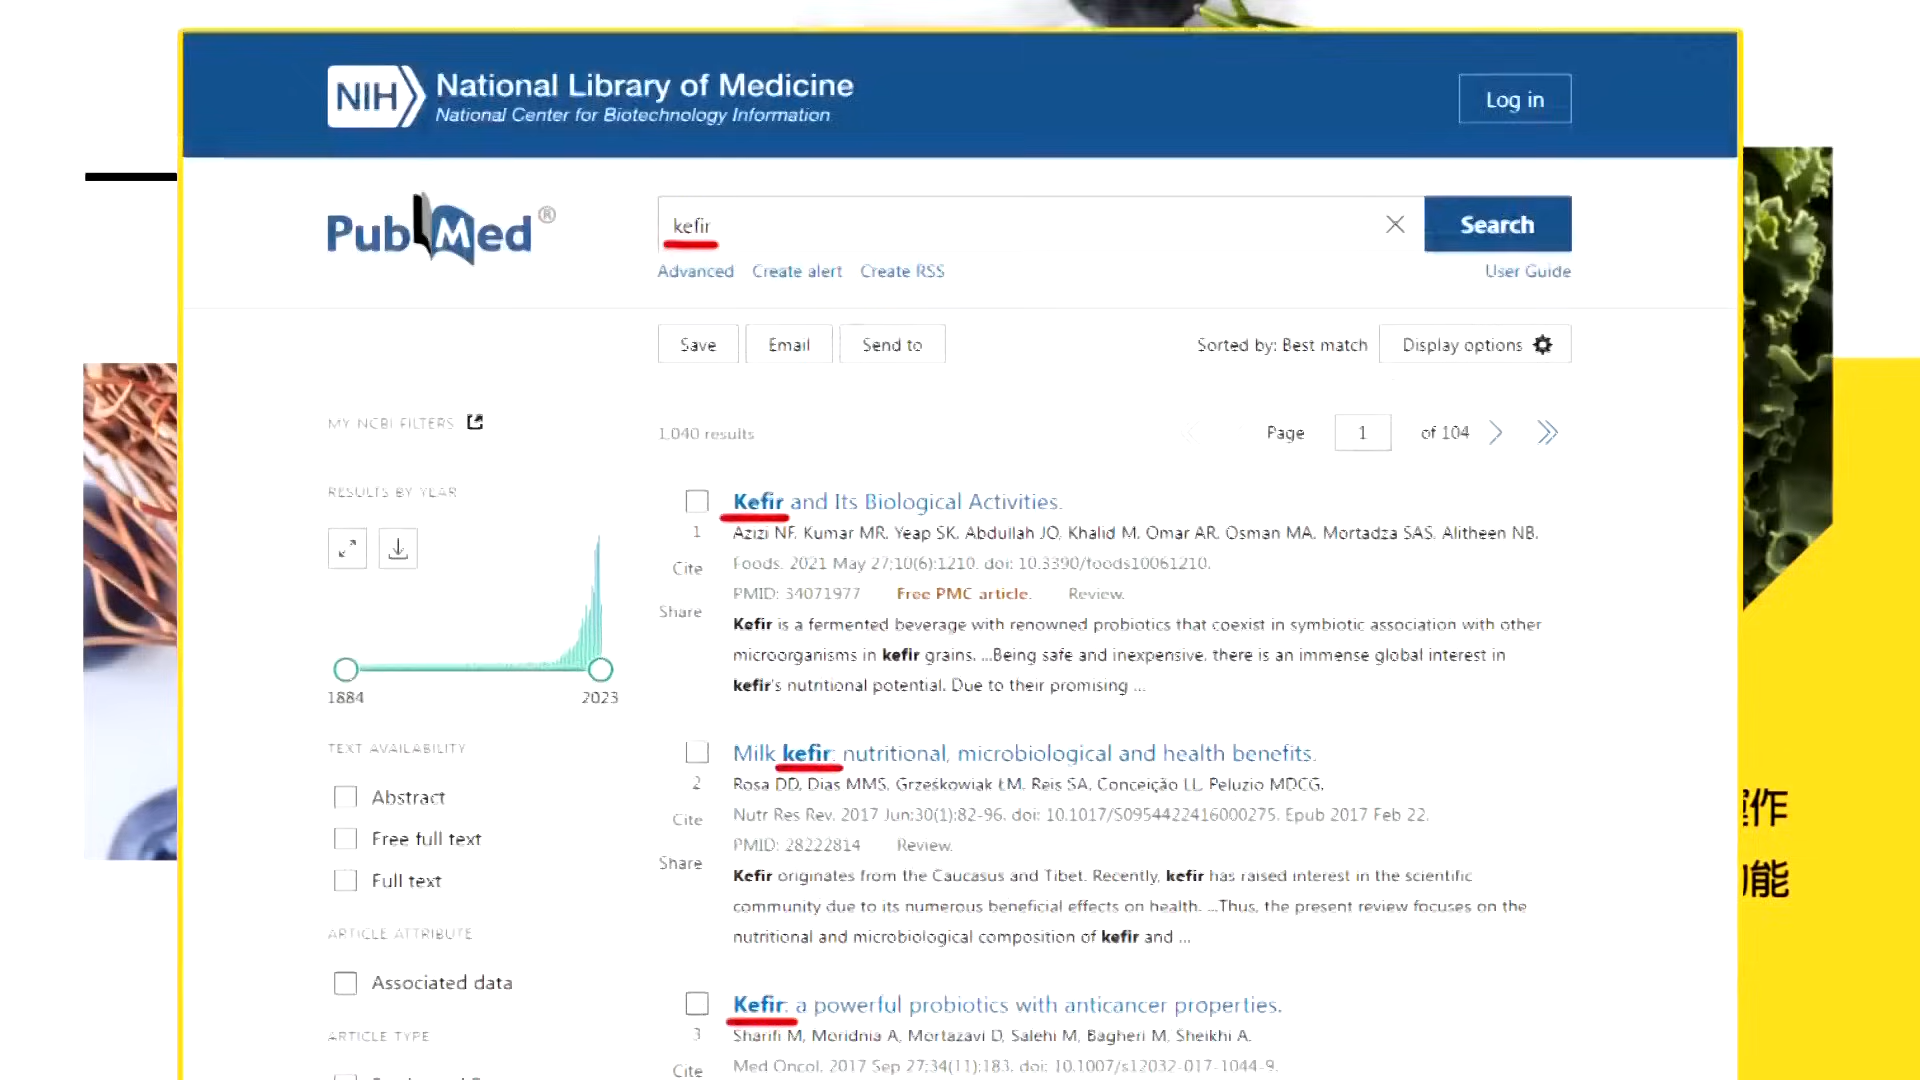 NIH National Library of Medicine
National Center for Biotechnology Information
Log in
PubMed®
kefir
Search
Advanced Create alert Create RSS
User Guide
Save Email Send to
Sorted by: Best match
Display options
MY NCBI FILTERS
1,040 results
Page 1 of 104
RESULTS BY YEAR
1884 2023
TEXT AVAILABILITY
Abstract
Free full text
Full text
ARTICLE ATTRIBUTE
Associated data
ARTICLE TYPE
Kefir and Its Biological Activities.
1
Azizi NF, Kumar MR, Yeap SK, Abdullah JO, Khalid M, Omar AR, Osman MA, Mortadza SAS, Alitheen NB.
Cite
Foods. 2021 May 27;10(6):1210. doi: 10.3390/foods10061210.
PMID: 34071977 Free PMC article. Review.
Share
Kefir is a fermented beverage with renowned probiotics that coexist in symbiotic association with other
microorganisms in kefir grains. ...Being safe and inexpensive, there is an immense global interest in
kefir's nutritional potential. Due to their promising ...
Milk kefir: nutritional, microbiological and health benefits.
2
Rosa DD, Dias MMS, Grześkowiak ŁM, Reis SA, Conceição LL, Peluzio MDCG.
Cite
Nutr Res Rev. 2017 Jun;30(1):82-96. doi: 10.1017/S0954422416000275. Epub 2017 Feb 22.
PMID: 28222814 Review.
Share
Kefir originates from the Caucasus and Tibet. Recently, kefir has raised interest in the scientific
community due to its numerous beneficial effects on health. ...Thus, the present review focuses on the
nutritional and microbiological composition of kefir and ...
Kefir: a powerful probiotics with anticancer properties.
3
Sharifi M, Moridnia A, Mortazavi D, Salehi M, Bagheri M, Sheikhi A.
Cite
Med Oncol. 2017 Sep 27;34(11):183. doi: 10.1007/s12032-017-1044-9.
作
能